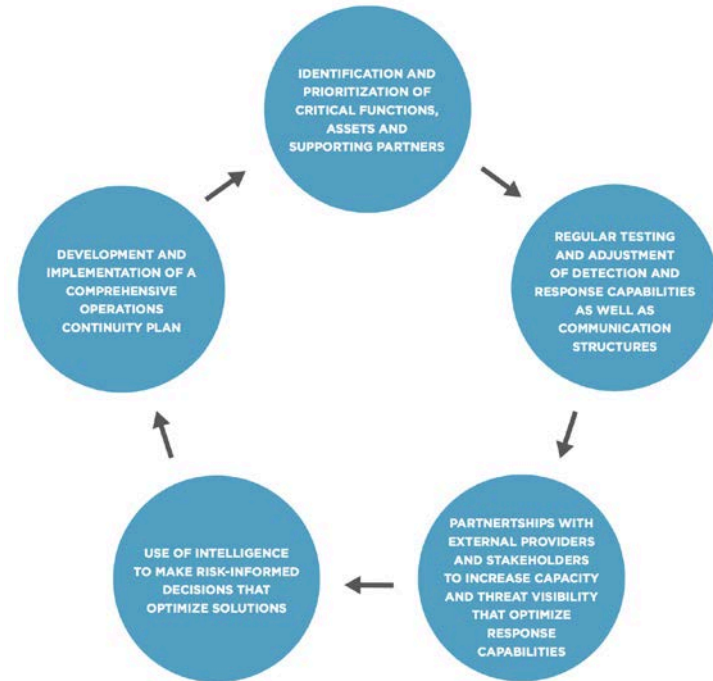 IDENTIFICATION AND
PRIORITIZATION OF
CRITICAL FUNCTIONS,
ASSETS AND
SUPPORTING PARTNERS
REGULAR TESTING
AND ADJUSTMENT
OF DETECTION AND
RESPONSE CAPABILITIES
AS WELL AS
COMMUNICATION
STRUCTURES
PARTNERTSHIPS WITH
EXTERNAL PROVIDERS
AND STAKEHOLDERS
TO INCREASE CAPACITY
AND THREAT VISIBILITY
THAT OPTIMIZE
RESPONSE
CAPABILITIES
USE OF INTELLIGENCE
TO MAKE RISK-INFORMED
DECISIONS THAT
OPTIMIZE SOLUTIONS
DEVELOPMENT AND
IMPLEMENTATION OF A
COMPREHENSIVE
OPERATIONS
CONTINUITY PLAN